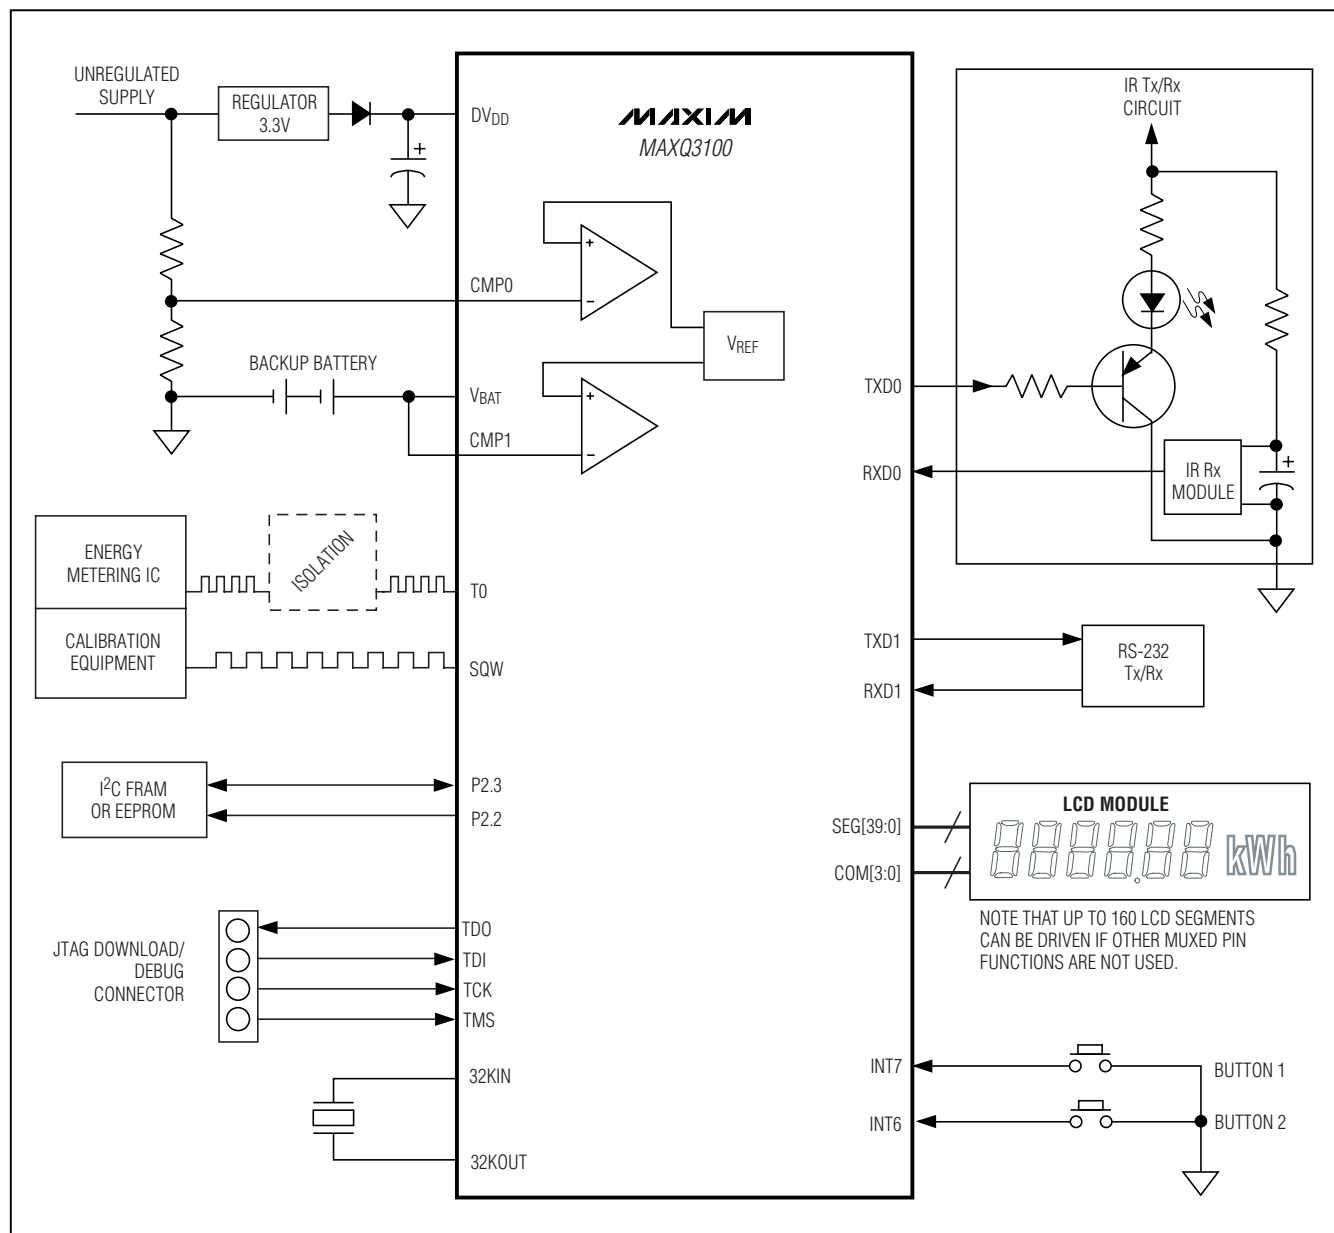 UNREGULATED
SUPPLY
REGULATOR
3.3V
+
DVDD
MAXIM
MAXQ3100
IR Tx/Rx
CIRCUIT
+
−
CMP0
VREF
BACKUP BATTERY
VBAT
+
−
CMP1
TXD0
RXD0
IR Rx
MODULE
+
ENERGY
METERING IC
ISOLATION
T0
CALIBRATION
EQUIPMENT
SQW
TXD1
RXD1
RS-232
Tx/Rx
I2C FRAM
OR EEPROM
P2.3
P2.2
SEG[39:0]
COM[3:0]
LCD MODULE
888888.88 kWh
NOTE THAT UP TO 160 LCD SEGMENTS
CAN BE DRIVEN IF OTHER MUXED PIN
FUNCTIONS ARE NOT USED.
JTAG DOWNLOAD/
DEBUG
CONNECTOR
TDO
TDI
TCK
TMS
32KIN
32KOUT
INT7
INT6
BUTTON 1
BUTTON 2